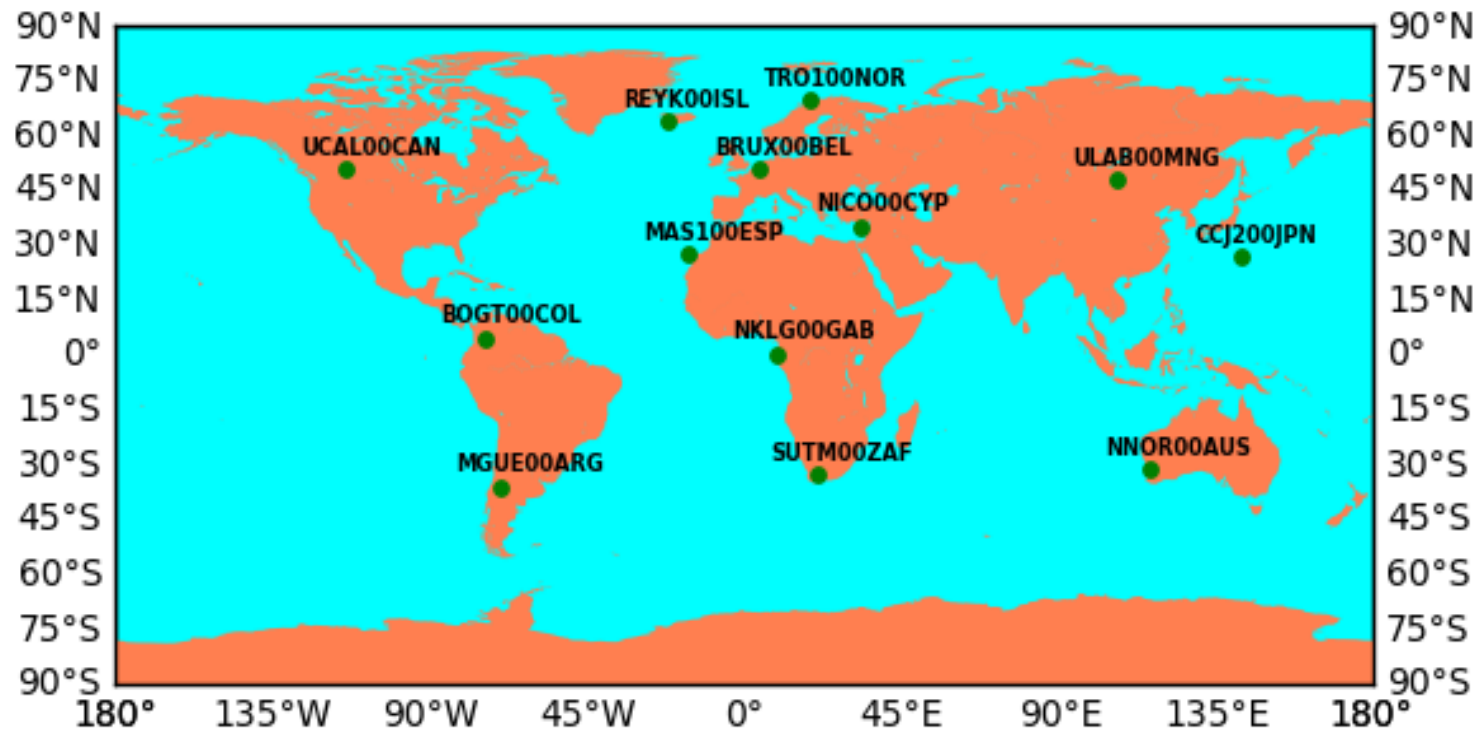 90°N 90°N
75°N TRO100NOR 75°N
REYK00ISL
60°N 60°N
UCAL00CAN BRUX00BEL ULAB00MNG
45°N 45°N
NICO00CYP
MAS100ESP CCJ200JPN
30°N 30°N
15°N 15°N
BOGT00COL NKLG00GAB
0° 0°
15°S 15°S
SUTM00ZAF NNOR00AUS
30°S MGUE00ARG 30°S
45°S 45°S
60°S 60°S
75°S 75°S
90°S 90°S
180° 135°W 90°W 45°W 0° 45°E 90°E 135°E 180°